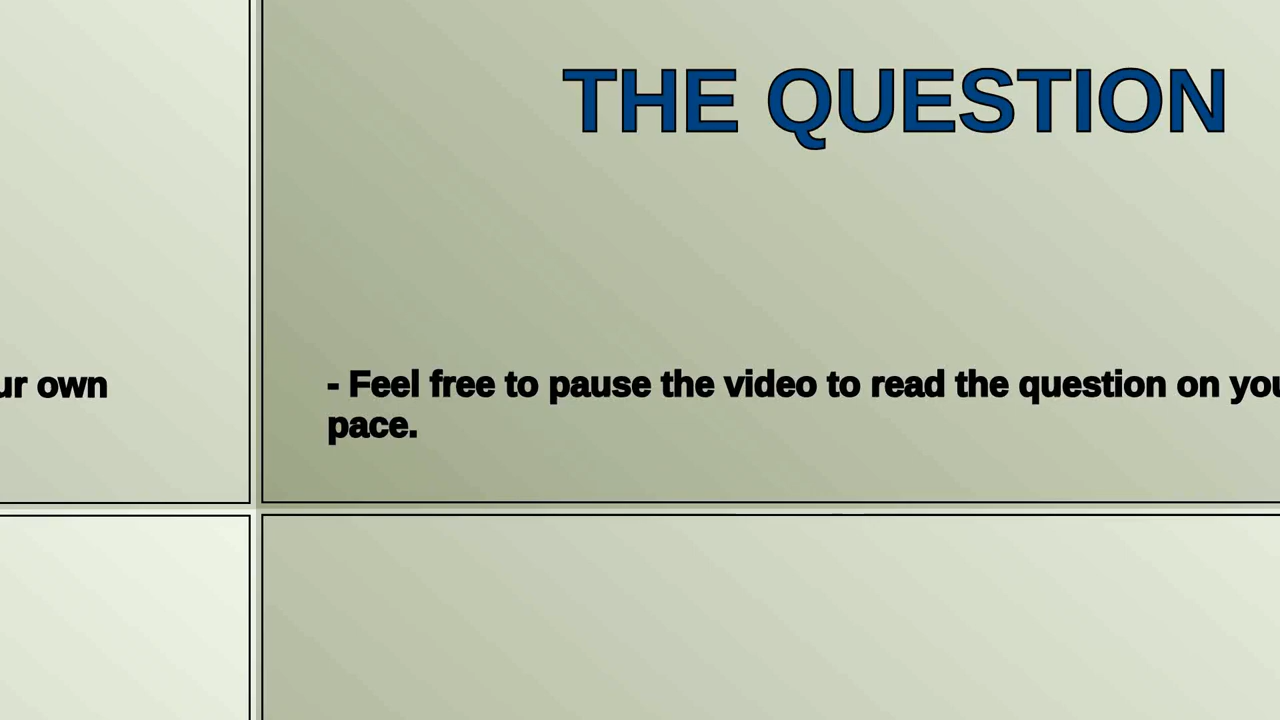 THE QUESTION
ur own
- Feel free to pause the video to read the question on you
pace.